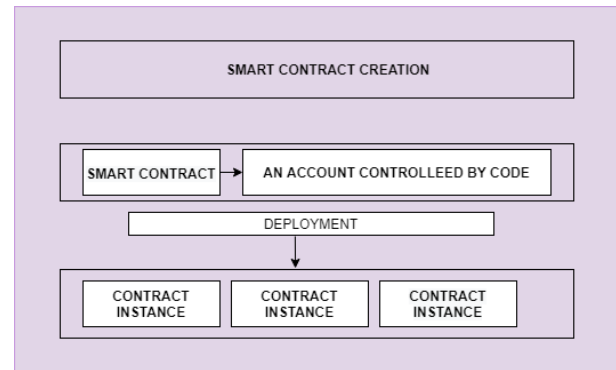 SMART CONTRACT CREATION
SMART CONTRACT
AN ACCOUNT CONTROLLEED BY CODE
DEPLOYMENT
CONTRACT
INSTANCE
CONTRACT
INSTANCE
CONTRACT
INSTANCE